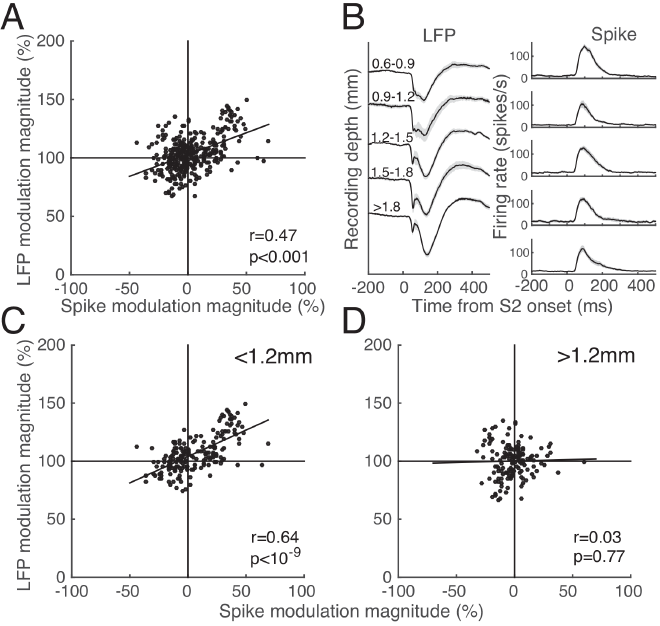 A
LFP modulation magnitude (%)
200
150
100
50
0
-100
-50
0
50
100
r=0.47
p<0.001
Spike modulation magnitude (%)
B
LFP
Spike
Recording depth (mm)
0.6-0.9
0.9-1.2
1.2-1.5
1.5-1.8
>1.8
-200
0
200
400
Firing rate (spikes/s)
100
0
100
0
100
0
100
0
100
-200
0
200
400
Time from S2 onset (ms)
C
<1.2mm
LFP modulation magnitude (%)
200
150
100
50
0
-100
-50
0
50
100
r=0.64
p<10-9
D
>1.2mm
200
150
100
50
0
-100
-50
0
50
100
r=0.03
p=0.77
Spike modulation magnitude (%)